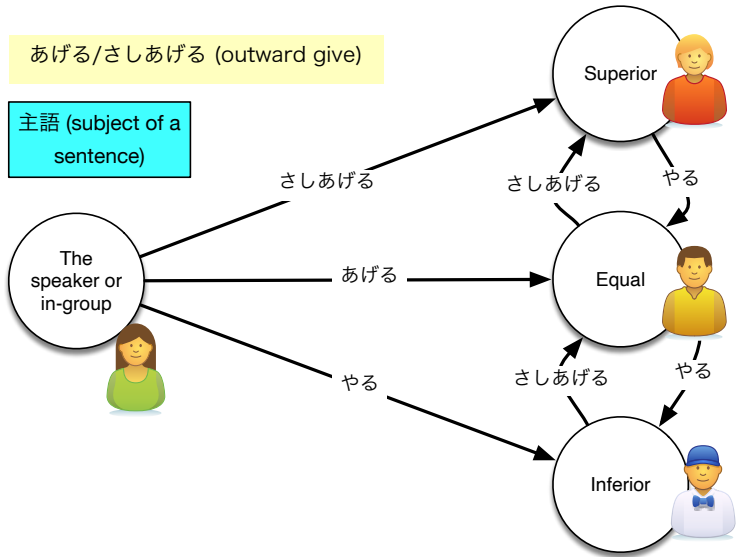 あげる/さしあげる (outward give)
主語 (subject of a
sentence)
Superior
さしあげる
さしあげる
やる
The
speaker or
in-group
あげる
Equal
やる
さしあげる
やる
Inferior